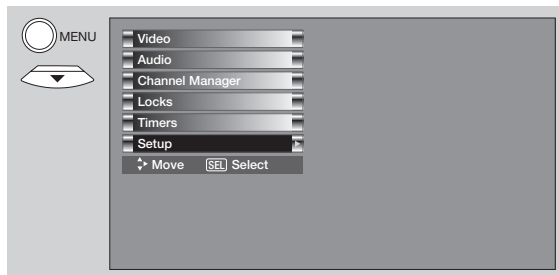 MENU
Video
Audio
Channel Manager
Locks
Timers
Setup
Move SEL Select